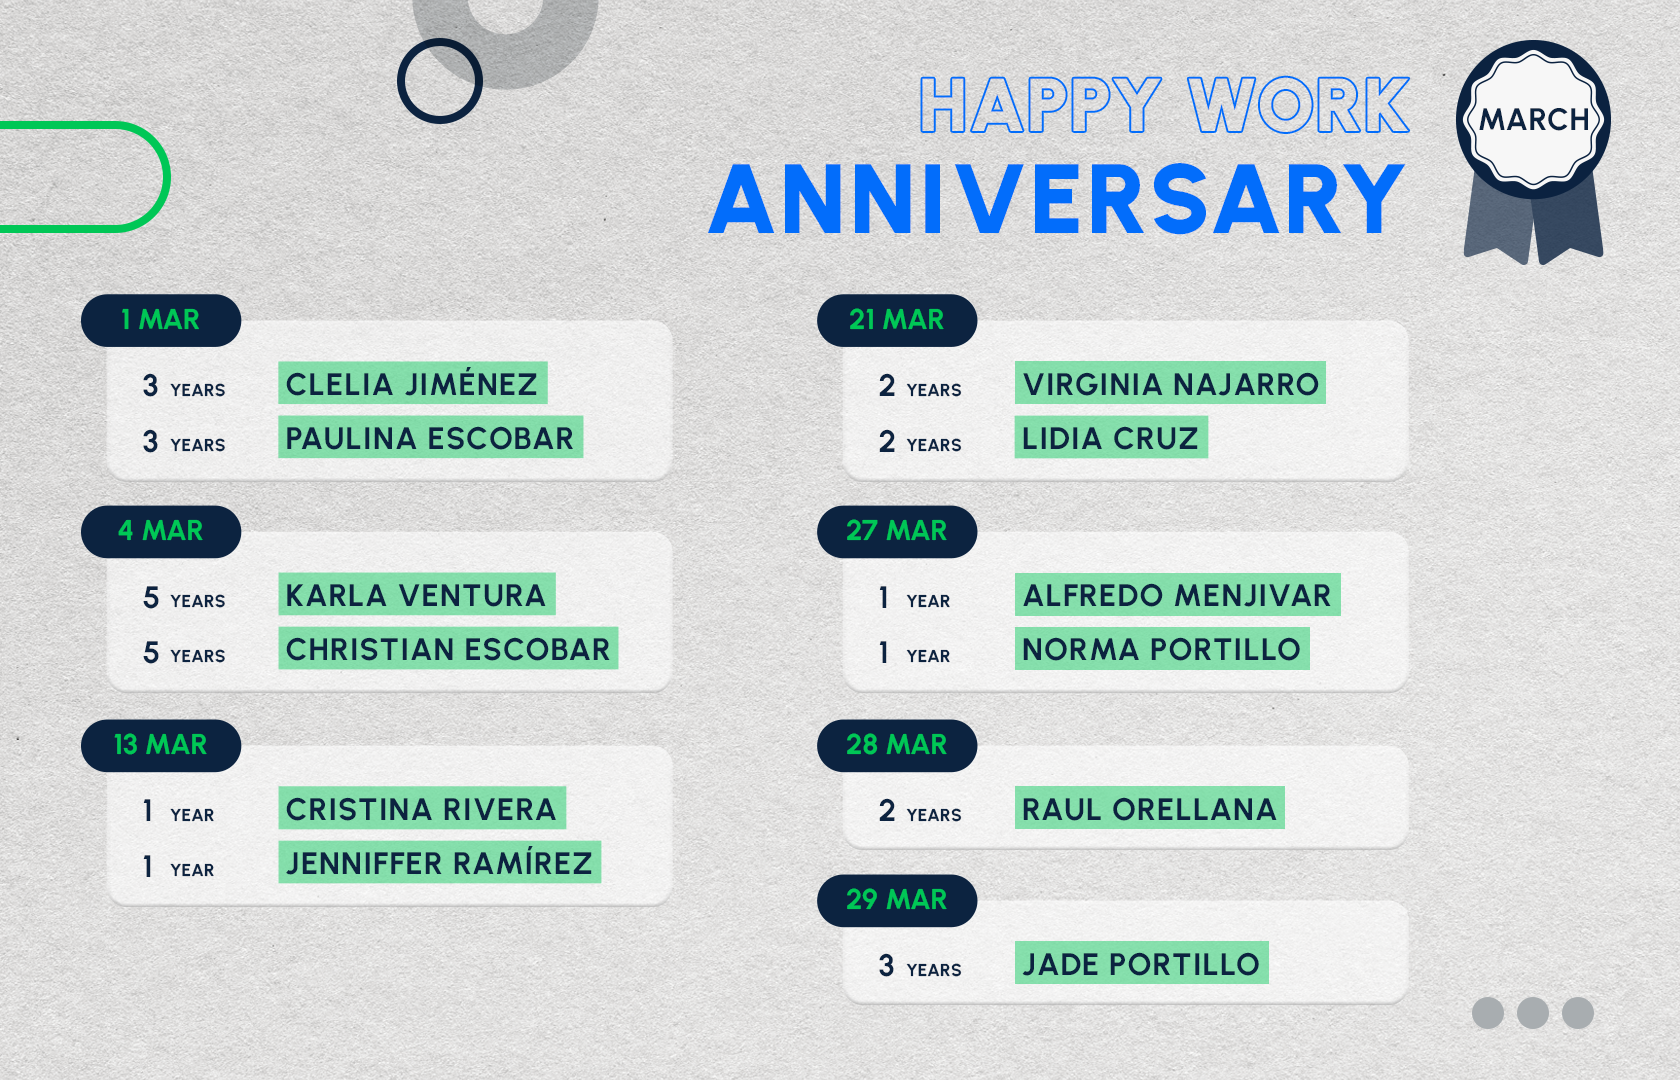 HAPPY WORK
ANNIVERSARY
MARCH
1 MAR
3 YEARS CLELIA JIMÉNEZ
3 YEARS PAULINA ESCOBAR
4 MAR
5 YEARS KARLA VENTURA
5 YEARS CHRISTIAN ESCOBAR
13 MAR
1 YEAR CRISTINA RIVERA
1 YEAR JENNIFFER RAMÍREZ
21 MAR
2 YEARS VIRGINIA NAJARRO
2 YEARS LIDIA CRUZ
27 MAR
1 YEAR ALFREDO MENJIVAR
1 YEAR NORMA PORTILLO
28 MAR
2 YEARS RAUL ORELLANA
29 MAR
3 YEARS JADE PORTILLO